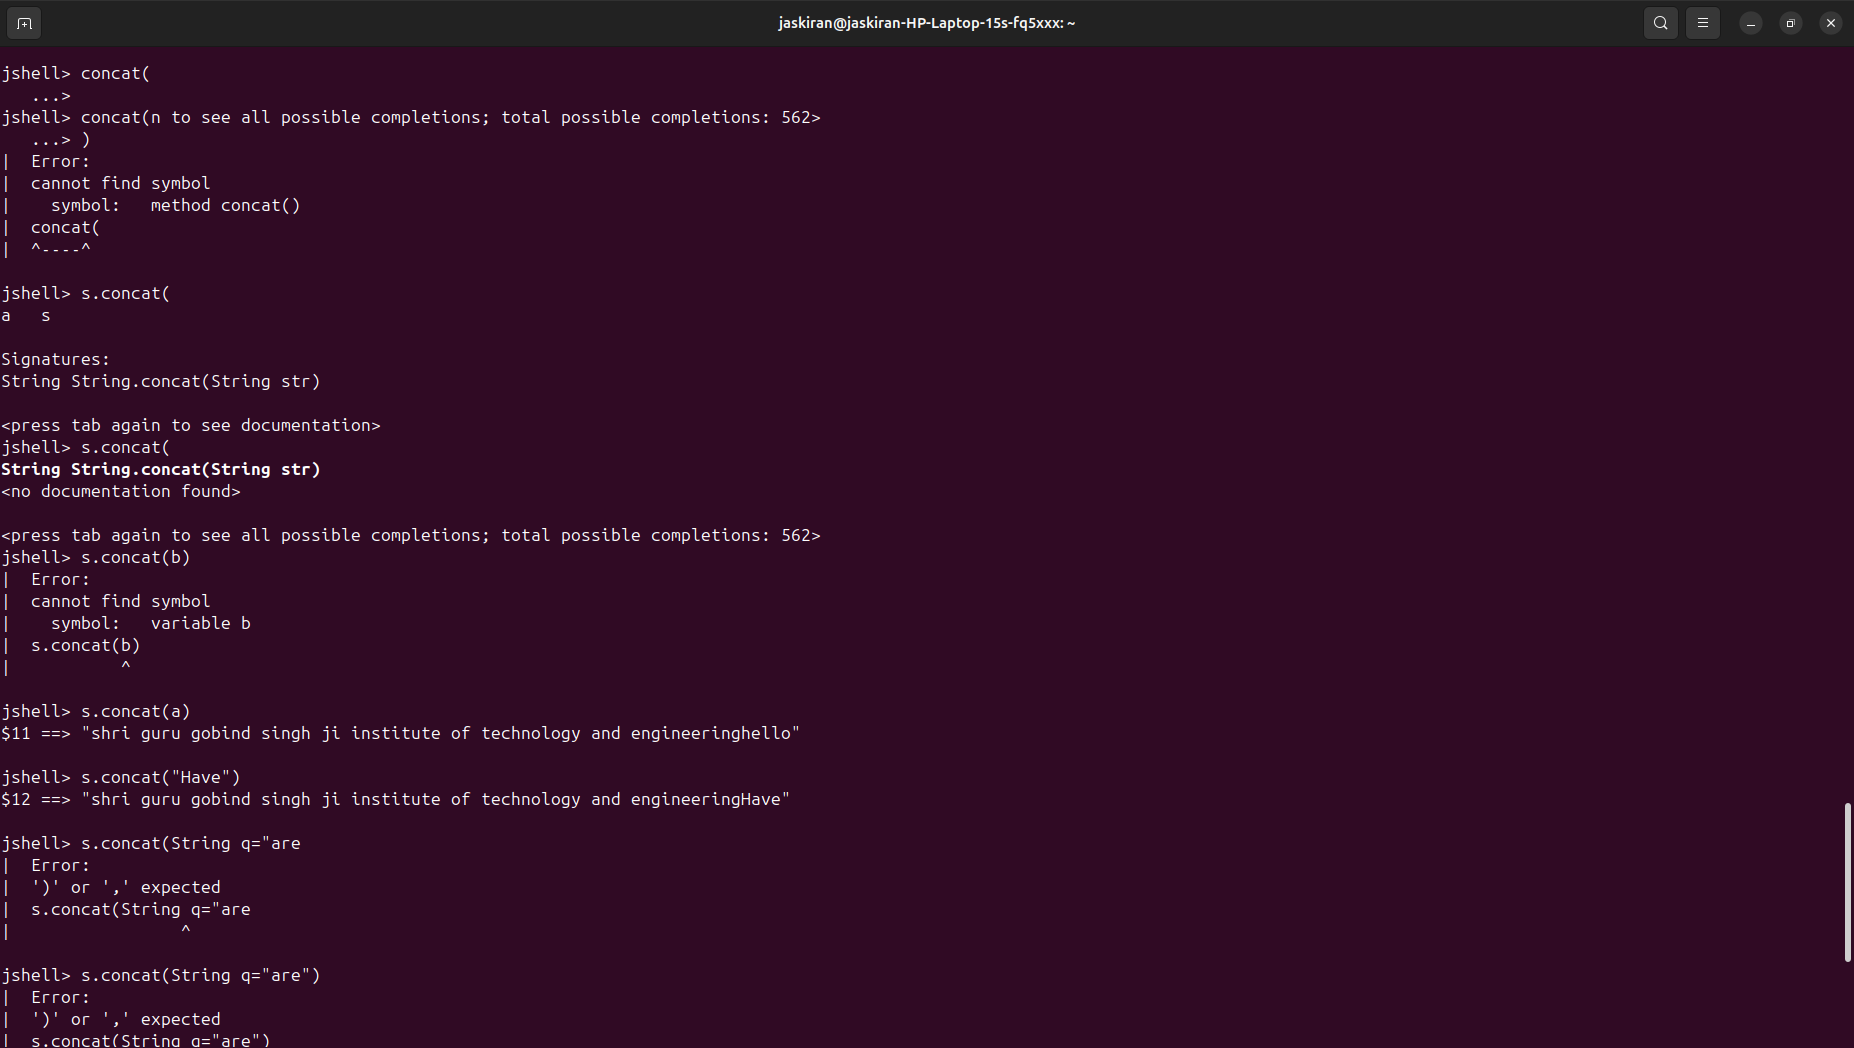 jaskiran@jaskiran-HP-Laptop-15s-fq5xxx: ~
jshell> concat(
   ...>
jshell> concat(n to see all possible completions; total possible completions: 562>
   ...> )
|  Error:
|  cannot find symbol
|    symbol:   method concat()
|  concat(
|  ^----^
jshell> s.concat(
a   s
Signatures:
String String.concat(String str)
<press tab again to see documentation>
jshell> s.concat(
String String.concat(String str)
<no documentation found>
<press tab again to see all possible completions; total possible completions: 562>
jshell> s.concat(b)
|  Error:
|  cannot find symbol
|    symbol:   variable b
|  s.concat(b)
|           ^
jshell> s.concat(a)
$11 ==> "shri guru gobind singh ji institute of technology and engineeringhello"
jshell> s.concat("Have")
$12 ==> "shri guru gobind singh ji institute of technology and engineeringHave"
jshell> s.concat(String q="are
|  Error:
|  ')' or ',' expected
|  s.concat(String q="are
|                 ^
jshell> s.concat(String q="are")
|  Error:
|  ')' or ',' expected
|  s.concat(String q="are")